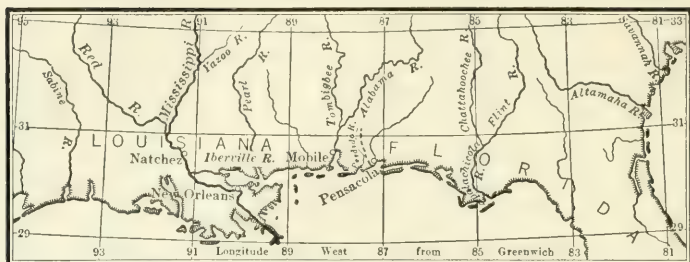 95 91 89 87 85 83 81-33
Red R.
Mississippi R.
Yazoo R.
Sabine R.
Pearl R.
Tombigbee R.
Alabama R.
Chattahoochee R.
Flint R.
Savannah R.
Altamaha R.
31 31
LOUISIANA
FLORIDA
Natchez
Iberville R.
Mobile
Perdido R.
Apalachicola R.
Pensacola
New Orleans
29 29
93 91 Longitude 89 West 87 from 85 Greenwich 83 81